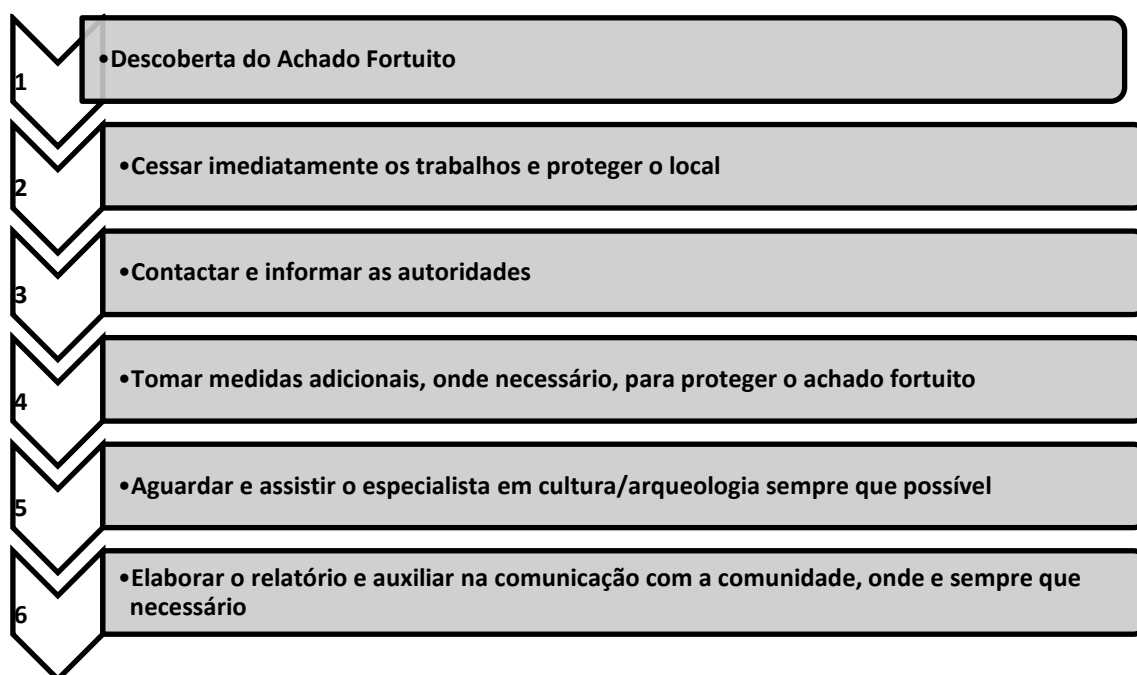 1
•Descoberta do Achado Fortuito
2
•Cessar imediatamente os trabalhos e proteger o local
3
•Contactar e informar as autoridades
4
•Tomar medidas adicionais, onde necessário, para proteger o achado fortuito
5
•Aguardar e assistir o especialista em cultura/arqueologia sempre que possível
6
•Elaborar o relatório e auxiliar na comunicação com a comunidade, onde e sempre que
necessário